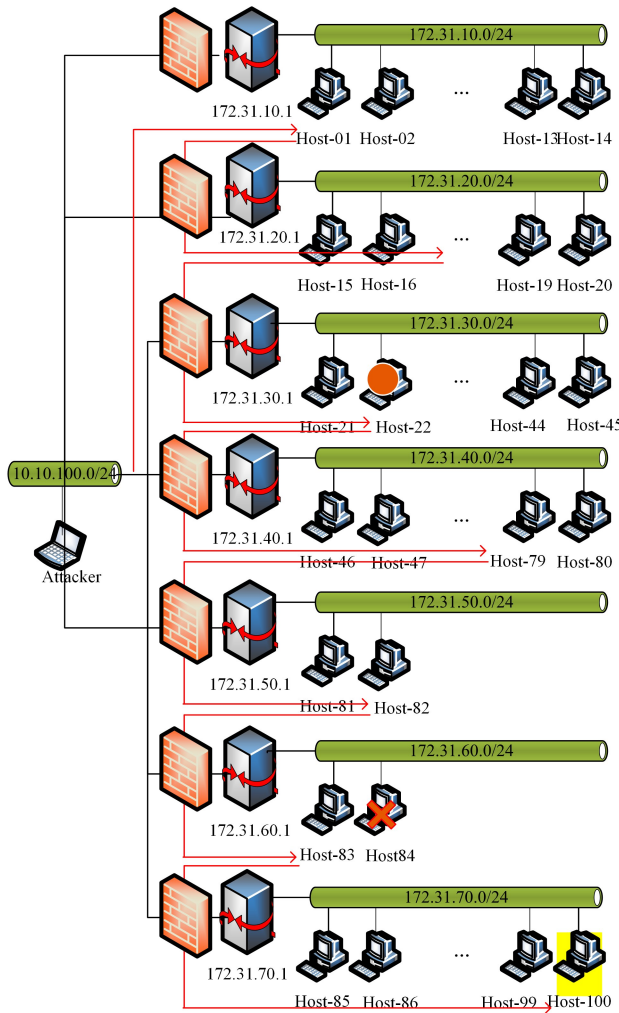 172.31.10.0/24
172.31.10.1
...
Host-01 Host-02 Host-13 Host-14
172.31.20.0/24
172.31.20.1
...
Host-15 Host-16 Host-19 Host-20
172.31.30.0/24
172.31.30.1
...
Host-21 Host-22 Host-44 Host-45
172.31.40.0/24
10.10.100.0/24
172.31.40.1
...
Host-46 Host-47 Host-79 Host-80
Attacker
172.31.50.0/24
172.31.50.1
Host-81 Host-82
172.31.60.0/24
172.31.60.1
Host-83 Host84
172.31.70.0/24
172.31.70.1
...
Host-85 Host-86 Host-99 Host-100